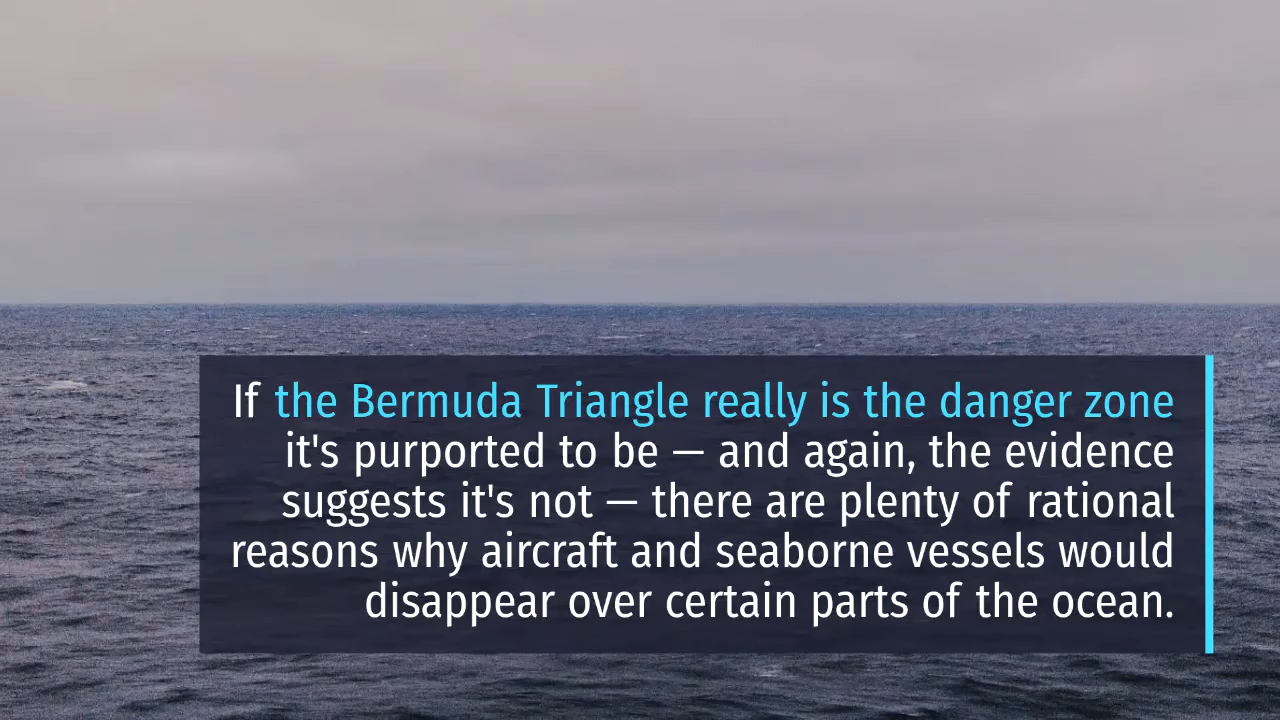 If the Bermuda Triangle really is the danger zone
it's purported to be — and again, the evidence
suggests it's not — there are plenty of rational
reasons why aircraft and seaborne vessels would
disappear over certain parts of the ocean.